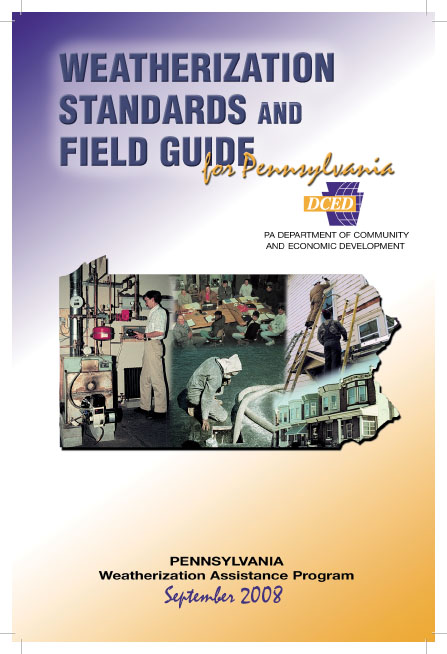 WEATHERIZATION
STANDARDS AND
FIELD GUIDE
for Pennsylvania
DCED
PA DEPARTMENT OF COMMUNITY
AND ECONOMIC DEVELOPMENT
PENNSYLVANIA
Weatherization Assistance Program
September 2008